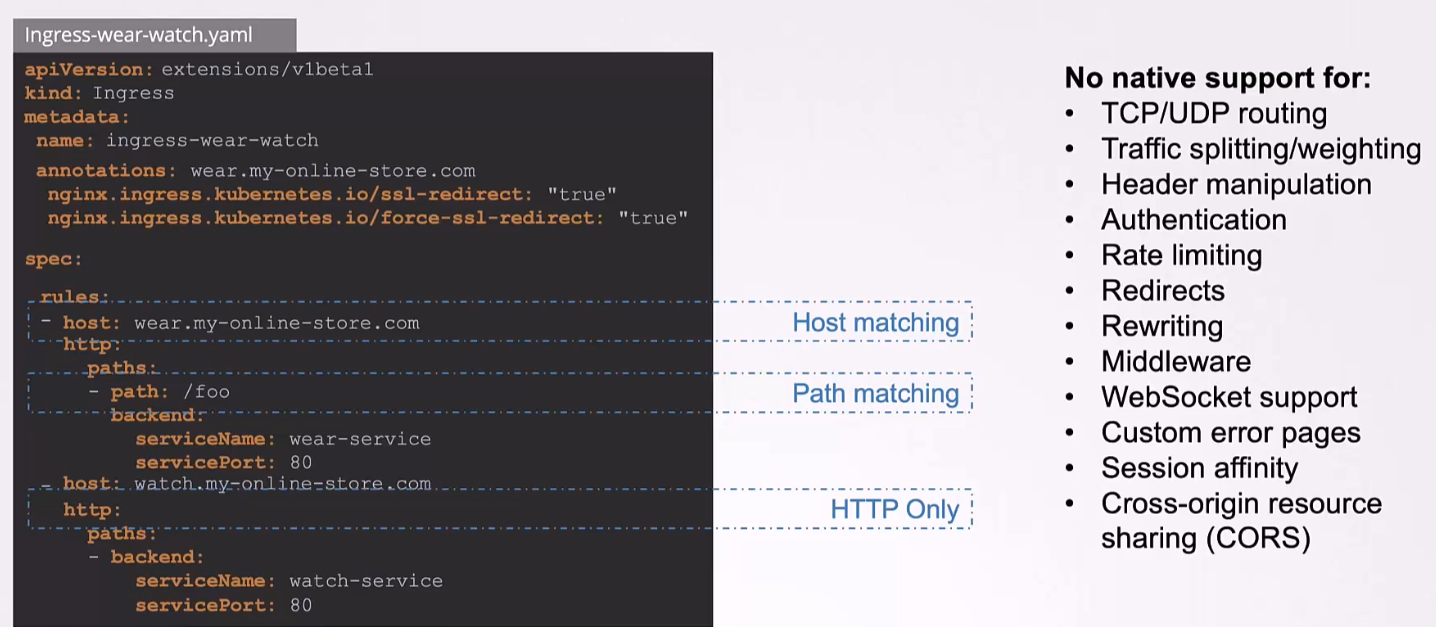 Ingress-wear-watch.yaml
apiVersion: extensions/v1beta1
kind: Ingress
metadata:
name: ingress-wear-watch
annotations: wear.my-online-store.com
nginx.ingress.kubernetes.io/ssl-redirect: "true"
nginx.ingress.kubernetes.io/force-ssl-redirect: "true"
spec:
rules:
- host: wear.my-online-store.com
http:
paths:
- path: /foo
backend:
serviceName: wear-service
servicePort: 80
- host: watch.my-online-store.com
http:
paths:
- backend:
serviceName: watch-service
servicePort: 80
Host matching
Path matching
HTTP Only
No native support for:
• TCP/UDP routing
• Traffic splitting/weighting
• Header manipulation
• Authentication
• Rate limiting
• Redirects
• Rewriting
• Middleware
• WebSocket support
• Custom error pages
• Session affinity
• Cross-origin resource
sharing (CORS)